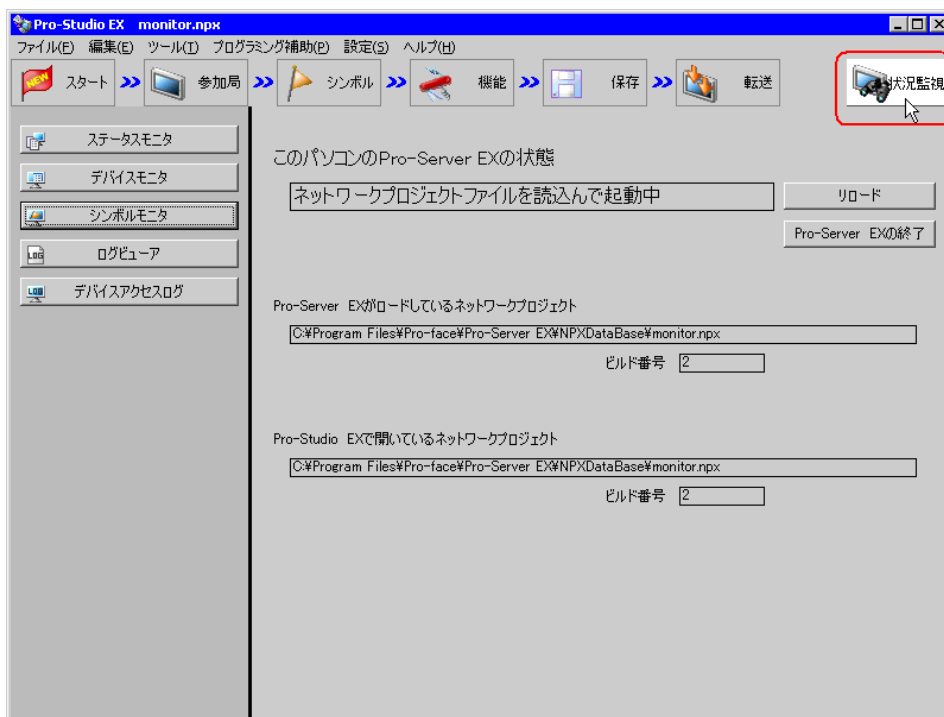 Pro-Studio EX monitor.npx
ファイル(F) 編集(E) ツール(T) プログラミング補助(P) 設定(S) ヘルプ(H)
NEW スタート 参加局 シンボル 機能 保存 転送 状況監視
ステータスモニタ
デバイスモニタ
シンボルモニタ
LOG ログビューア
LOG デバイスアクセスログ
このパソコンのPro-Server EXの状態
ネットワークプロジェクトファイルを読込んで起動中
リロード
Pro-Server EXの終了
Pro-Server EXがロードしているネットワークプロジェクト
C:¥Program Files¥Pro-face¥Pro-Server EX¥NPXDataBase¥monitor.npx
ビルド番号 2
Pro-Studio EXで開いているネットワークプロジェクト
C:¥Program Files¥Pro-face¥Pro-Server EX¥NPXDataBase¥monitor.npx
ビルド番号 2